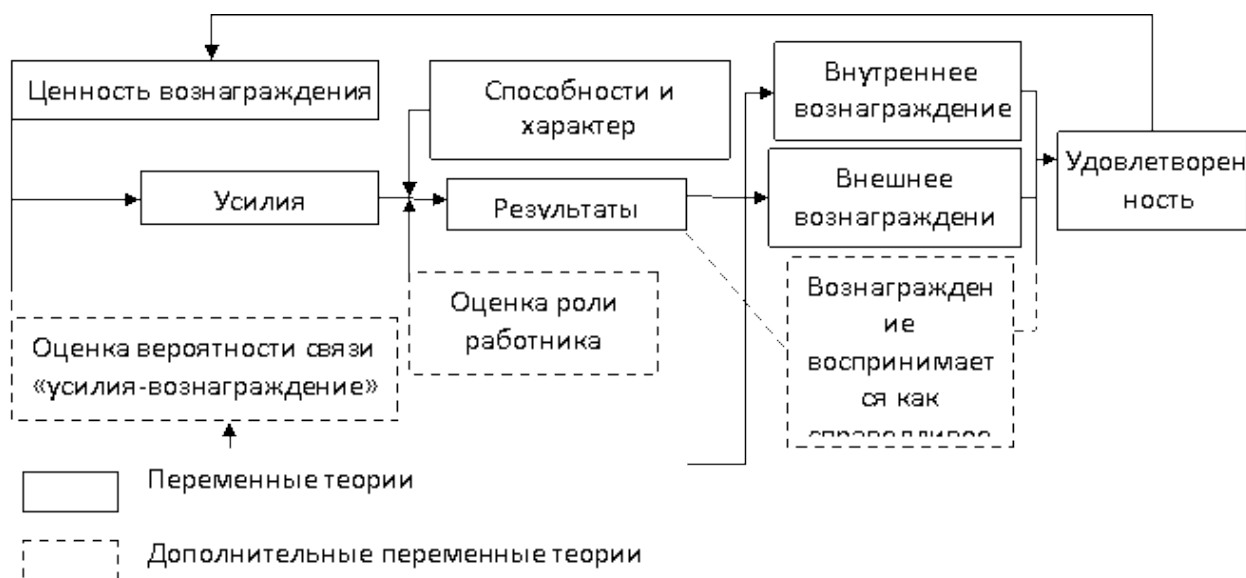 Ценность вознаграждения
Способности и
характер
Внутреннее
вознаграждение
Усилия
Результаты
Внешнее
вознаграждени
Удовлетворен
ность
Оценка вероятности связи
«усилия-вознаграждение»
Оценка роли
работника
Вознагражден
ие
воспринимает
ся как
справедливое
Переменные теории
Дополнительные переменные теории